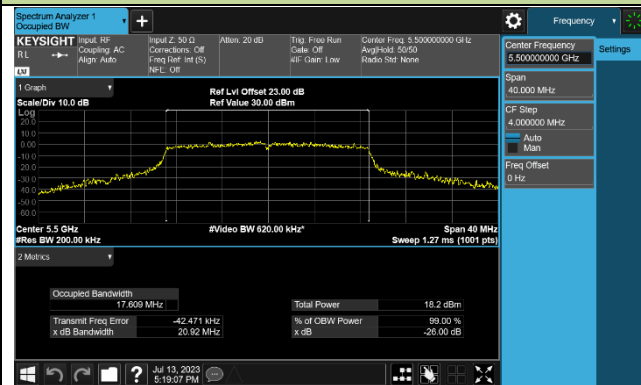 Spectrum Analyzer 1
Occupied BW
Frequency
KEYSIGHT
RL
LXI
Input: RF
Coupling: AC
Align: Auto
Input Z: 50 Ω
Corrections: Off
Freq Ref: Int (S)
NFE: Off
Atten: 20 dB
Trig: Free Run
Gate: Off
#IF Gain: Low
Center Freq: 5.500000000 GHz
Avg|Hold: 50/50
Radio Std: None
Center Frequency
5.500000000 GHz
Settings
Span
40.000 MHz
CF Step
4.000000 MHz
Auto
Man
Freq Offset
0 Hz
1 Graph
Scale/Div 10.0 dB
Ref Lvl Offset 23.00 dB
Ref Value 30.00 dBm
Log
20.0
10.0
0.00
-10.0
-20.0
-30.0
-40.0
-50.0
-60.0
Center 5.5 GHz
#Res BW 200.00 kHz
#Video BW 620.00 kHz*
Span 40 MHz
Sweep 1.27 ms (1001 pts)
2 Metrics
Occupied Bandwidth
17.609 MHz
Total Power 18.2 dBm
Transmit Freq Error -42.471 kHz
% of OBW Power 99.00 %
x dB Bandwidth 20.92 MHz
x dB -26.00 dB
Jul 13, 2023
5:19:07 PM